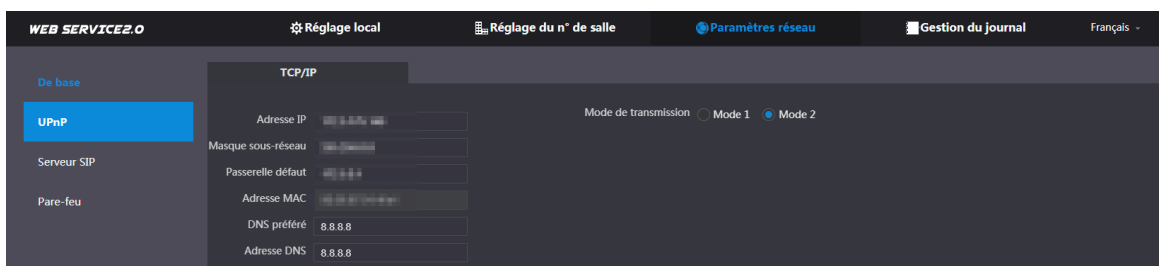 WEB SERVICE2.0 Réglage local Réglage du n° de salle Paramètres réseau Gestion du journal Français
De base
UPnP
Serveur SIP
Pare-feu
TCP/IP
Adresse IP
Masque sous-réseau
Passerelle défaut
Adresse MAC
DNS préféré 8.8.8.8
Adresse DNS 8.8.8.8
Mode de transmission Mode 1 Mode 2